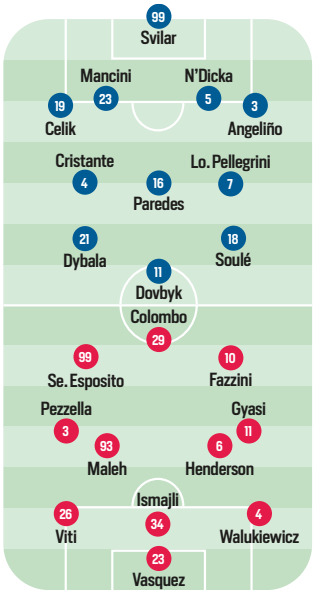 99
Svilar
Mancini N'Dicka
19 23 5 3
Celik Angeliño
Cristante Lo. Pellegrini
4 16 7
Paredes
21 18
Dybala Soulé
11
Dovbyk
Colombo
29
99 10
Se. Esposito Fazzini
Pezzella Gyasi
3 11
93 6
Maleh Henderson
Ismajli
26 34 4
Viti Walukiewicz
23
Vasquez